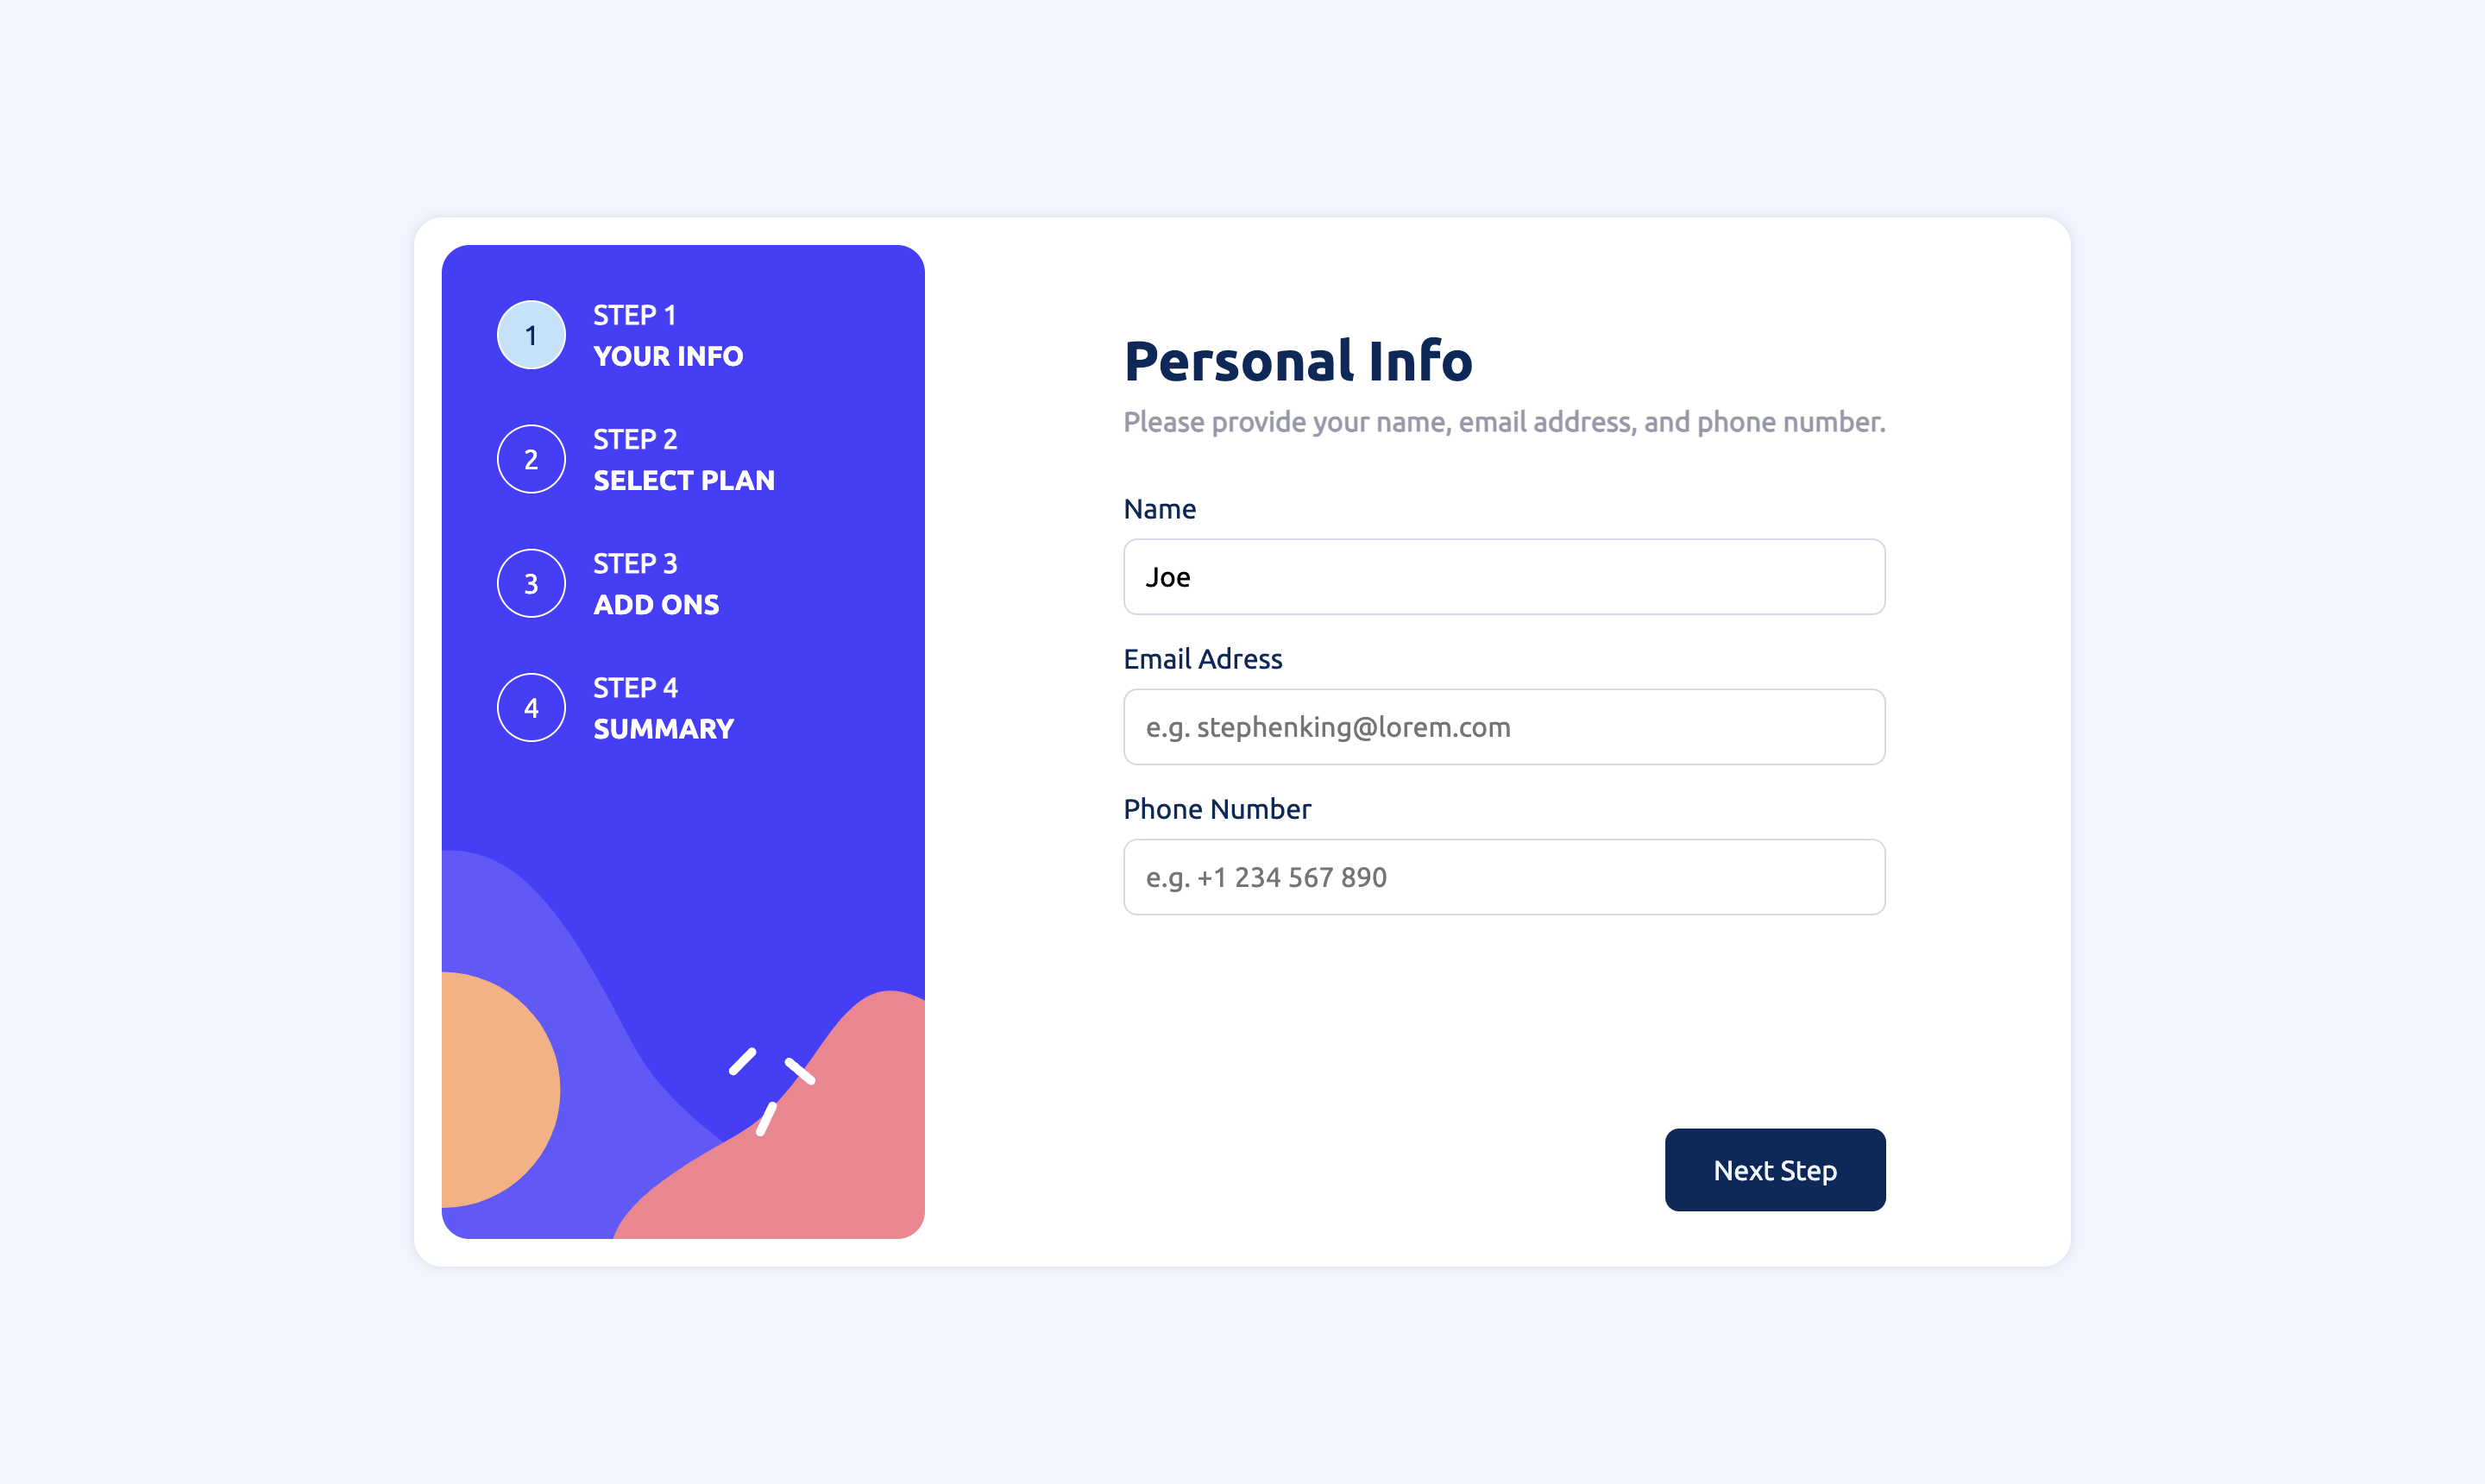 1
STEP 1
YOUR INFO
2
STEP 2
SELECT PLAN
3
STEP 3
ADD ONS
4
STEP 4
SUMMARY
Personal Info
Please provide your name, email address, and phone number.
Name
Joe
Email Adress
e.g. stephenking@lorem.com
Phone Number
e.g. +1 234 567 890
Next Step